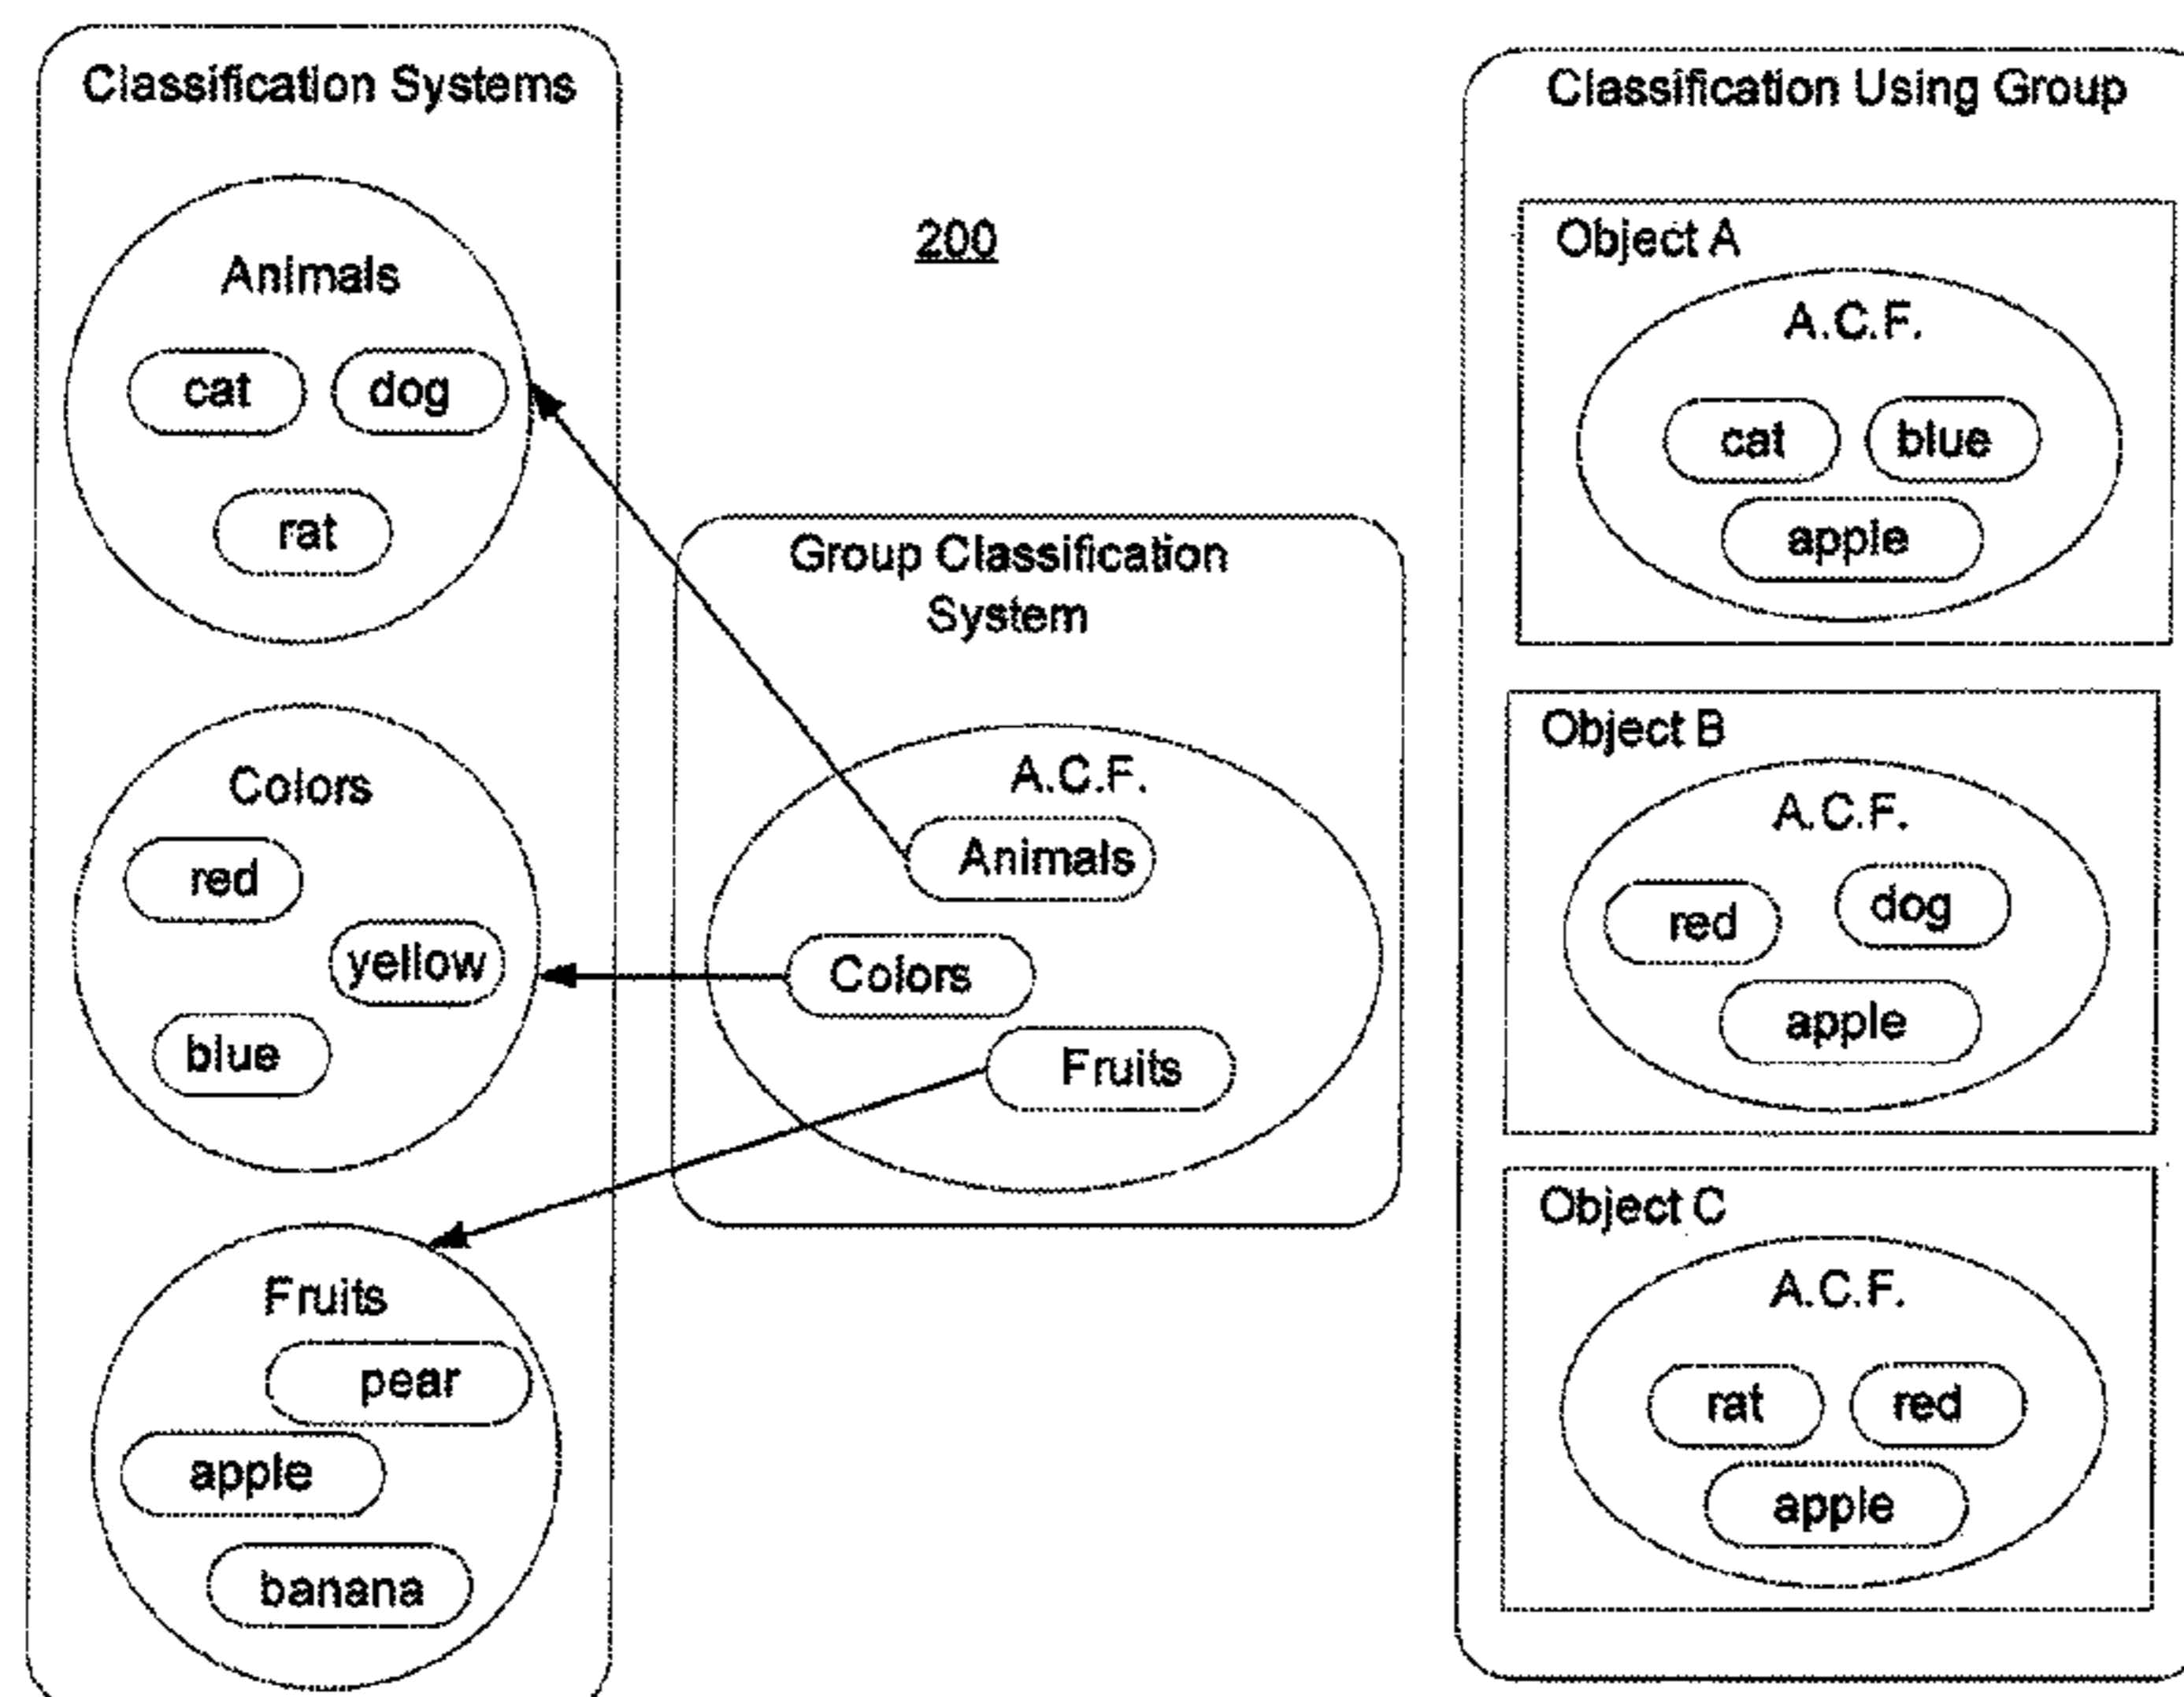 Classification Systems
Animals
cat
dog
rat
Colors
red
yellow
blue
Fruits
pear
apple
banana
200
Group Classification
System
A.C.F.
Animals
Colors
Fruits
Classification Using Group
Object A
A.C.F.
cat
blue
apple
Object B
A.C.F.
red
dog
apple
Object C
A.C.F.
rat
red
apple